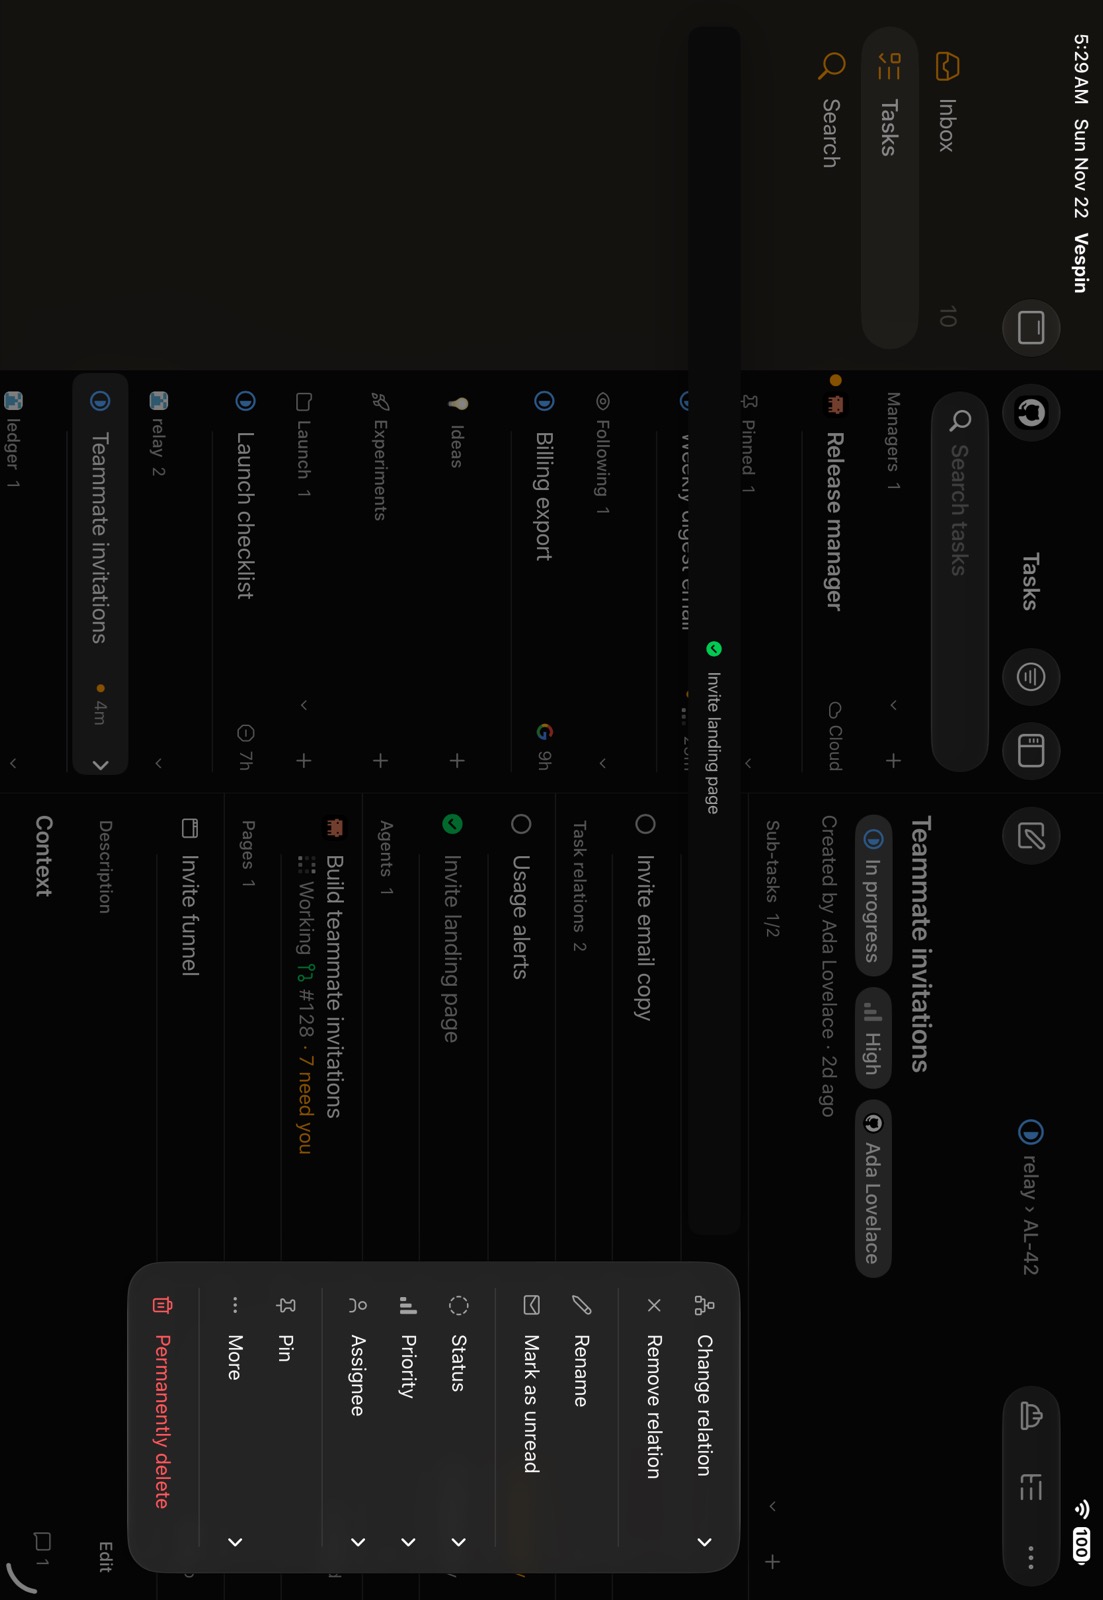 5:29 AM Sun Nov 22 Vespin
100
Inbox 10
Tasks
Search
Tasks
Search tasks
Managers 1
Release manager Cloud
Pinned 1
Weekly digest email 25m
Following 1
Billing export 9h
Ideas
Experiments
Launch 1
Launch checklist 7h
relay 2
Teammate invitations 4m
ledger 1
Invite landing page
relay › AL-42
Teammate invitations
In progress High Ada Lovelace
Created by Ada Lovelace · 2d ago
Sub-tasks 1/2
Invite email copy
Task relations 2
Usage alerts
Invite landing page
Agents 1
Build teammate invitations
Working #128 · 7 need you
Pages 1
Invite funnel
Description Edit
Context
1
Change relation
Remove relation
Rename
Mark as unread
Status
Priority
Assignee
Pin
More
Permanently delete